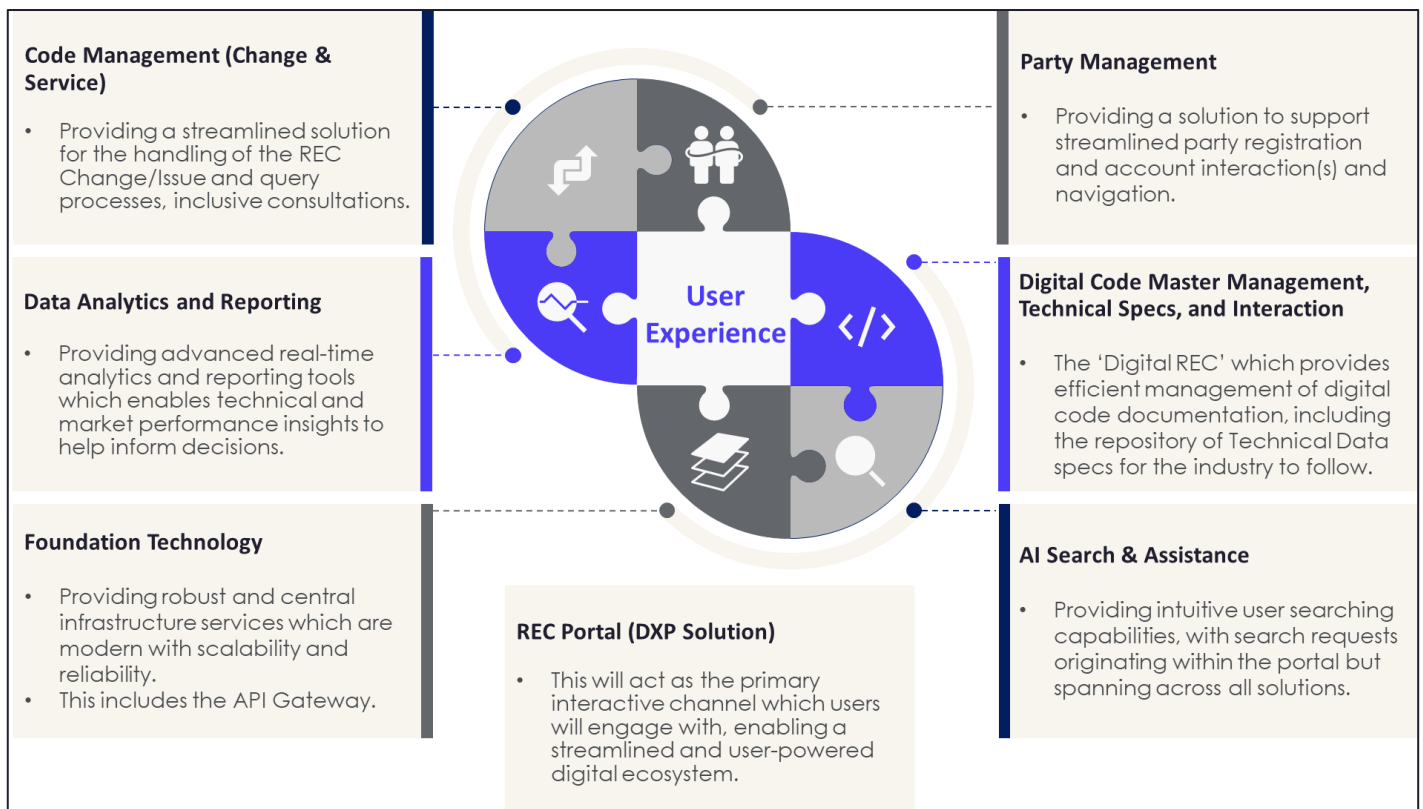 Code Management (Change &
Service)
• Providing a streamlined solution
for the handling of the REC
Change/Issue and query
processes, inclusive consultations.
Data Analytics and Reporting
• Providing advanced real-time
analytics and reporting tools
which enables technical and
market performance insights to
help inform decisions.
Foundation Technology
• Providing robust and central
infrastructure services which are
modern with scalability and
reliability.
• This includes the API Gateway.
User
Experience
</>
REC Portal (DXP Solution)
• This will act as the primary
interactive channel which users
will engage with, enabling a
streamlined and user-powered
digital ecosystem.
Party Management
• Providing a solution to support
streamlined party registration
and account interaction(s) and
navigation.
Digital Code Master Management,
Technical Specs, and Interaction
• The ‘Digital REC’ which provides
efficient management of digital
code documentation, including
the repository of Technical Data
specs for the industry to follow.
AI Search & Assistance
• Providing intuitive user searching
capabilities, with search requests
originating within the portal but
spanning across all solutions.